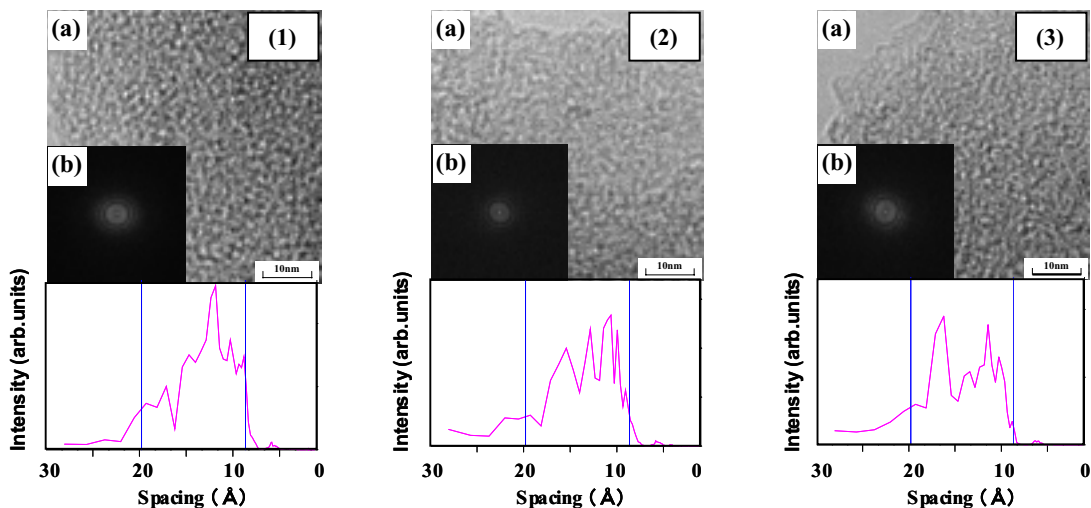 (a)
(1)
(b)
10nm
Intensity (arb.units)
30 20 10 0
Spacing ( Å )
(a)
(2)
(b)
10nm
Intensity (arb.units)
30 20 10 0
Spacing ( Å )
(a)
(3)
(b)
10nm
Intensity (arb.units)
30 20 10 0
Spacing ( Å )